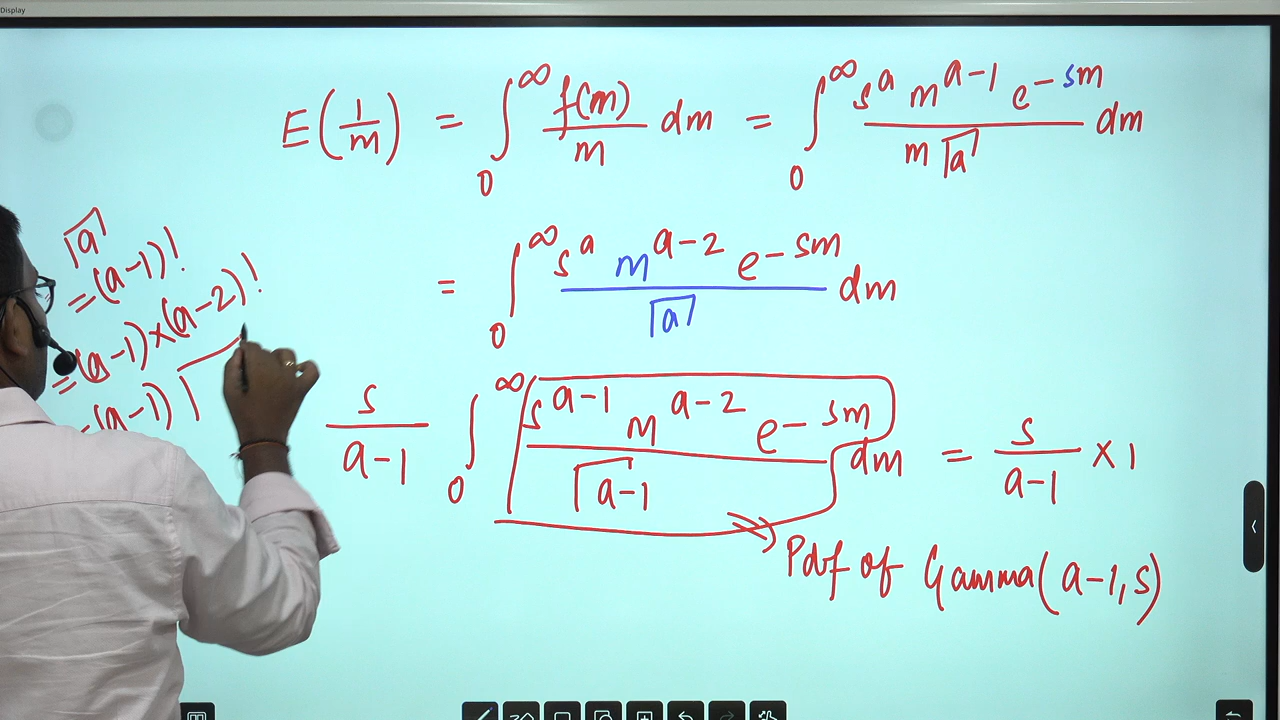 Display
E(1/m) = ∫₀^∞ f(m)/m dm = ∫₀^∞ s^a m^(a-1) e^(-sm) / (m Γa) dm
= ∫₀^∞ s^a m^(a-2) e^(-sm) / Γa dm
s/(a-1) ∫₀^∞ s^(a-1) m^(a-2) e^(-sm) / Γ(a-1) dm = s/(a-1) × 1
Pdf of Gamma(a-1, s)
Γa
=(a-1)!
=(a-1)×(a-2)!
=(a-1)Γ